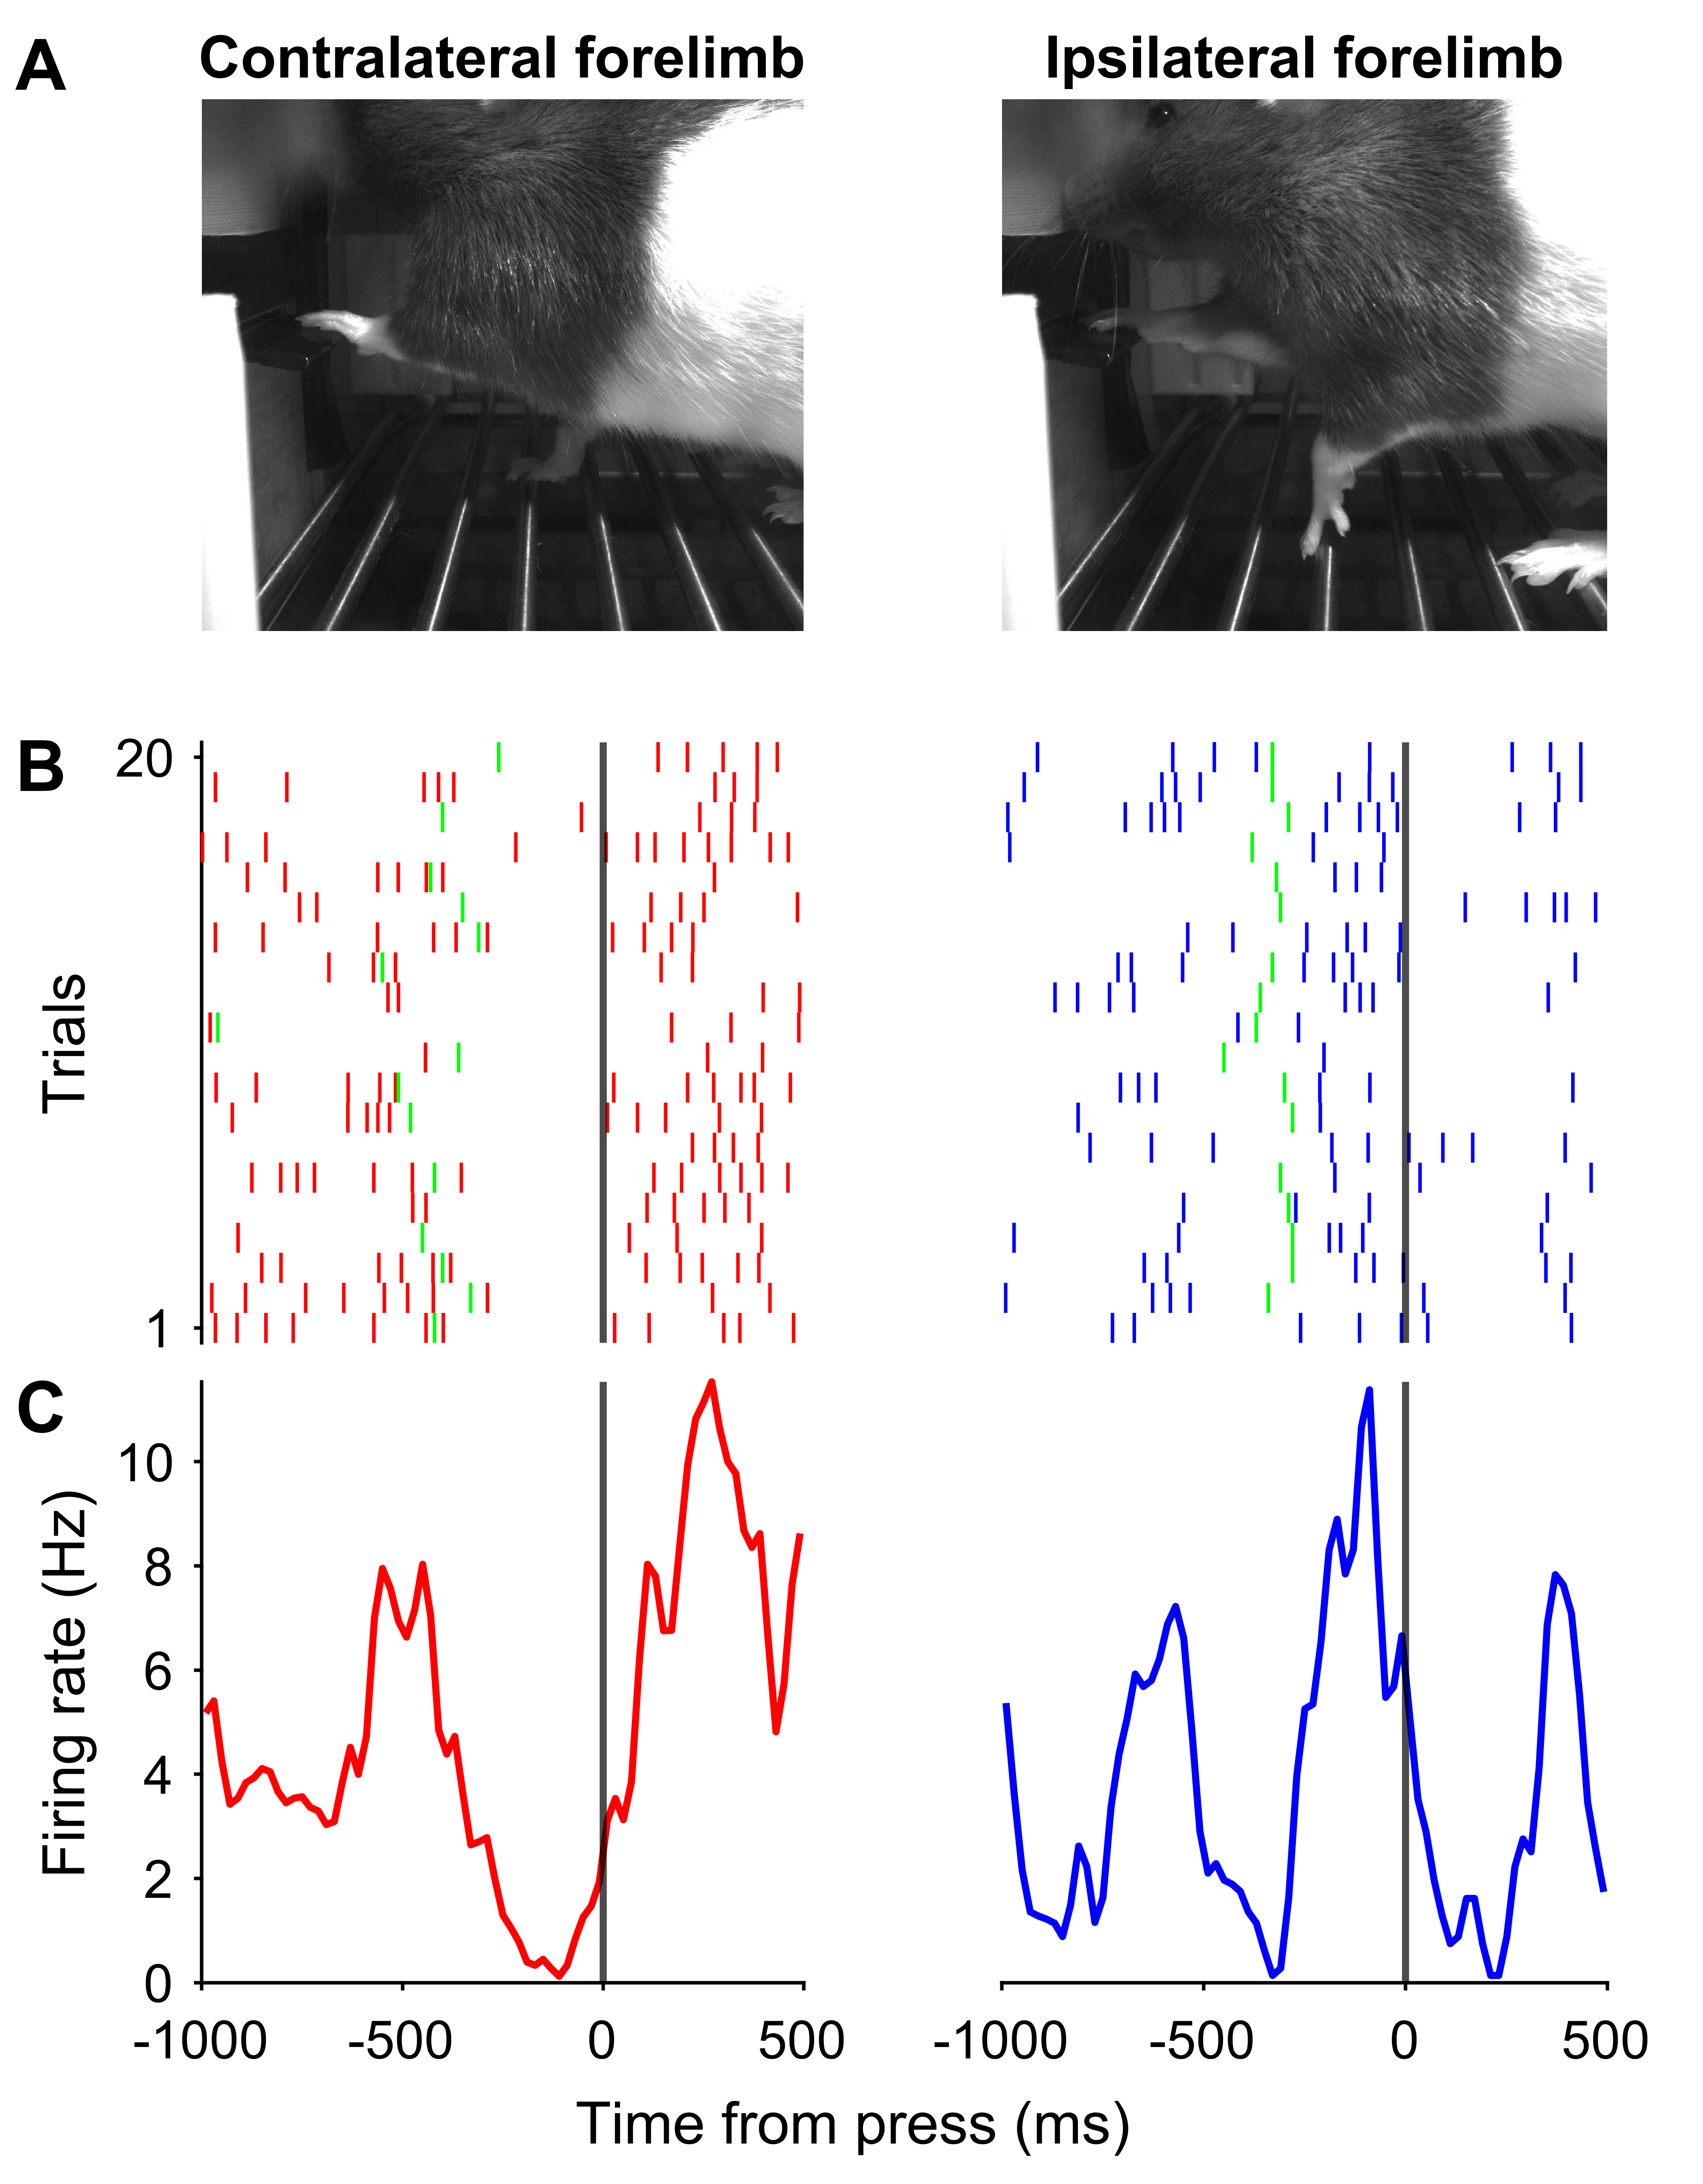 A
Contralateral forelimb
Ipsilateral forelimb
B
20
Trials
1
C
Firing rate (Hz)
10
8
6
4
2
0
-1000
-500
0
500
-1000
-500
0
500
Time from press (ms)